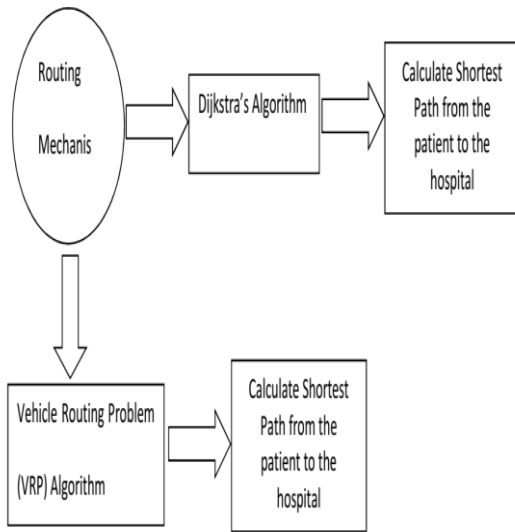 Routing
Mechanis
Dijkstra's Algorithm
Calculate Shortest
Path from the
patient to the
hospital
Vehicle Routing Problem
(VRP) Algorithm
Calculate Shortest
Path from the
patient to the
hospital